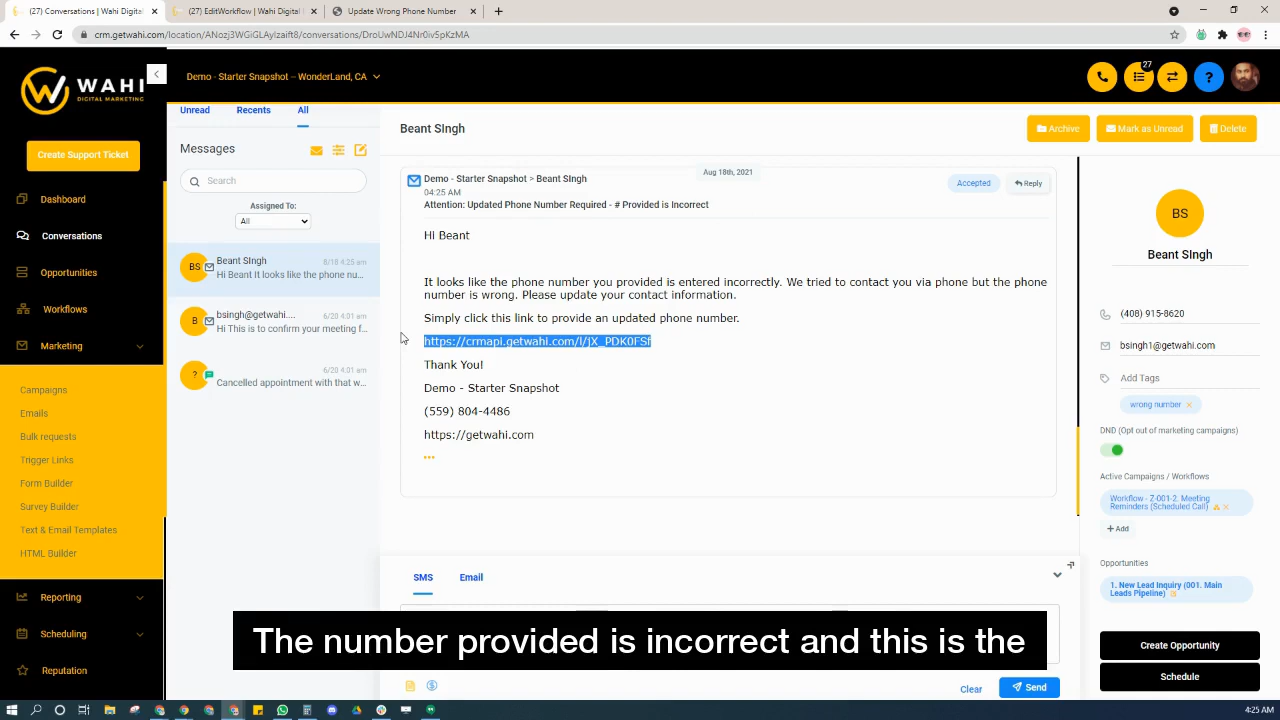 (27) Conversations | Wahi Digital
(27) EditWorkflow | Wahi Digital
Update Wrong Phone Number
crm.getwahi.com/location/ANozj3WGiGLAylzaift8/conversations/DroUwNDJ4Nr0iv5pKzMA
WAHI
DIGITAL MARKETING
Demo - Starter Snapshot -- WonderLand, CA
27
?
Create Support Ticket
Dashboard
Conversations
Opportunities
Workflows
Marketing
Campaigns
Emails
Bulk requests
Trigger Links
Form Builder
Survey Builder
Text & Email Templates
HTML Builder
Reporting
Scheduling
Reputation
Unread
Recents
All
Messages
Search
Assigned To:
All
BS
Beant SIngh
8/18 4:25 am
Hi Beant It looks like the phone nu...
B
bsingh@getwahi....
6/20 4:01 am
Hi This is to confirm your meeting f...
?
6/20 4:01 am
Cancelled appointment with that w...
Beant SIngh
Archive
Mark as Unread
Delete
Aug 18th, 2021
Demo - Starter Snapshot > Beant SIngh
04:25 AM
Attention: Updated Phone Number Required - # Provided is Incorrect
Accepted
Reply
Hi Beant
It looks like the phone number you provided is entered incorrectly. We tried to contact you via phone but the phone
number is wrong. Please update your contact information.
Simply click this link to provide an updated phone number.
https://crmapi.getwahi.com/l/jX_PDK0FSf
Thank You!
Demo - Starter Snapshot
(559) 804-4486
https://getwahi.com
SMS
Email
Clear
Send
BS
Beant SIngh
(408) 915-8620
bsingh1@getwahi.com
Add Tags
wrong number
DND (Opt out of marketing campaigns)
Active Campaigns / Workflows
Workflow - Z-001-2. Meeting
Reminders (Scheduled Call)
+ Add
Opportunities
1. New Lead Inquiry (001. Main
Leads Pipeline)
Create Opportunity
Schedule
The number provided is incorrect and this is the
4:25 AM